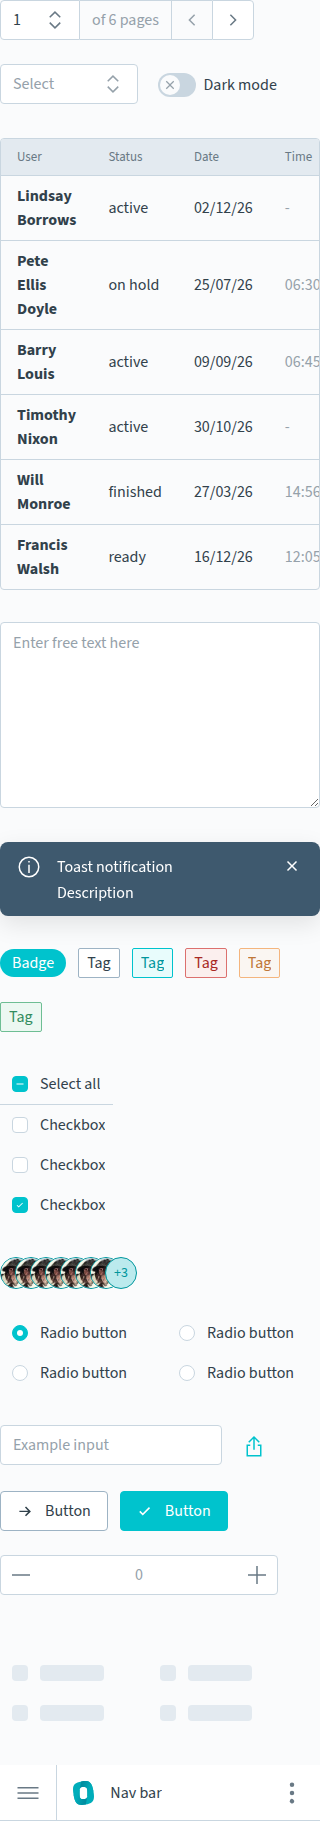 1 of 6 pages
Select Dark mode
User Status Date Time
Lindsay
Borrows active 02/12/26 -
Pete
Ellis
Doyle on hold 25/07/26 06:30
Barry
Louis active 09/09/26 06:45
Timothy
Nixon active 30/10/26 -
Will
Monroe finished 27/03/26 14:56
Francis
Walsh ready 16/12/26 12:05
Enter free text here
Toast notification
Description
Badge Tag Tag Tag Tag
Tag
Select all
Checkbox
Checkbox
Checkbox
+3
Radio button Radio button
Radio button Radio button
Example input
Button Button
0
Nav bar